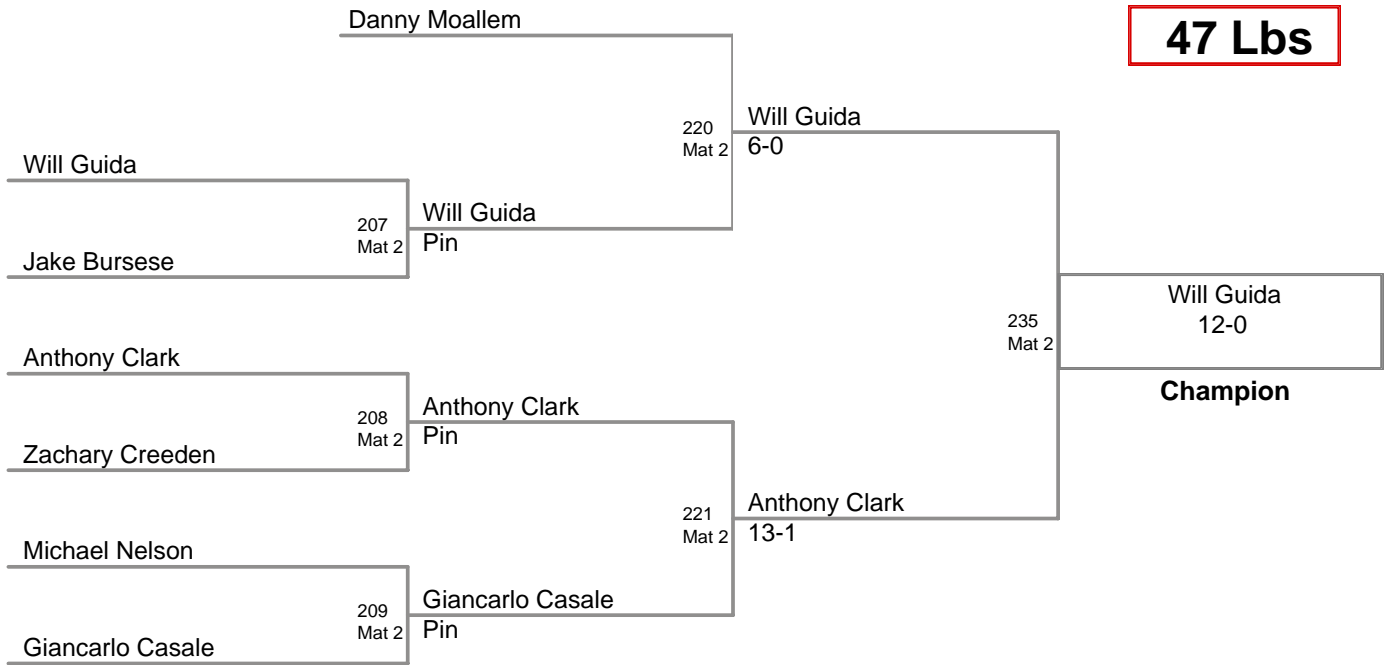 Danny Moallem
47 Lbs
220
Mat 2
Will Guida
6-0
Will Guida
207
Mat 2
Will Guida
Pin
Jake Bursese
235
Mat 2
Will Guida
12-0
Champion
Anthony Clark
208
Mat 2
Anthony Clark
Pin
Zachary Creeden
221
Mat 2
Anthony Clark
13-1
Michael Nelson
209
Mat 2
Giancarlo Casale
Pin
Giancarlo Casale